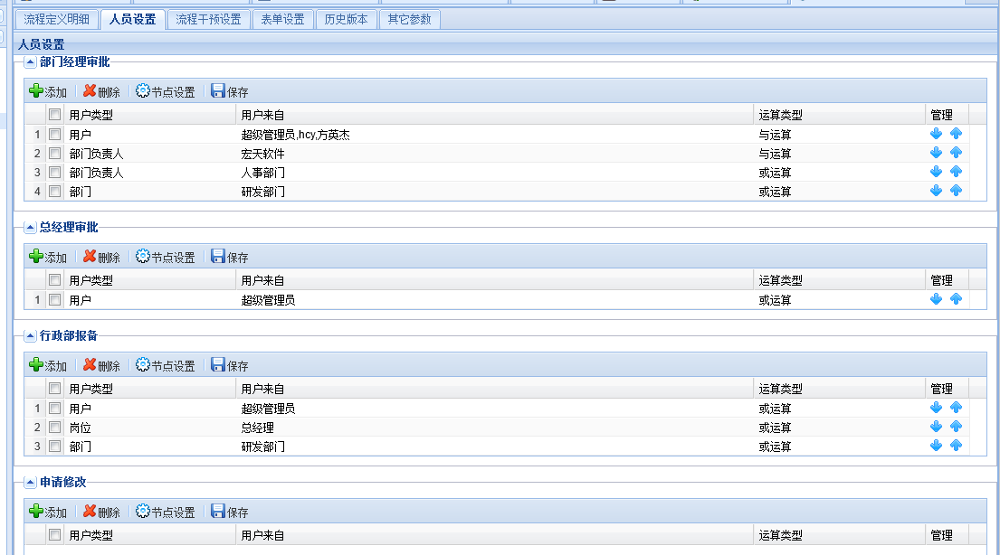 流程定义明细 人员设置 流程干预设置 表单设置 历史版本 其它参数
人员设置
部门经理审批
添加 删除 节点设置 保存
用户类型 用户来自 运算类型 管理
1 用户 超级管理员,hcy,方英杰 与运算
2 部门负责人 宏天软件 与运算
3 部门负责人 人事部门 或运算
4 部门 研发部门 或运算
总经理审批
添加 删除 节点设置 保存
用户类型 用户来自 运算类型 管理
1 用户 超级管理员 或运算
行政部报备
添加 删除 节点设置 保存
用户类型 用户来自 运算类型 管理
1 用户 超级管理员 或运算
2 岗位 总经理 或运算
3 部门 研发部门 或运算
申请修改
添加 删除 节点设置 保存
用户类型 用户来自 运算类型 管理